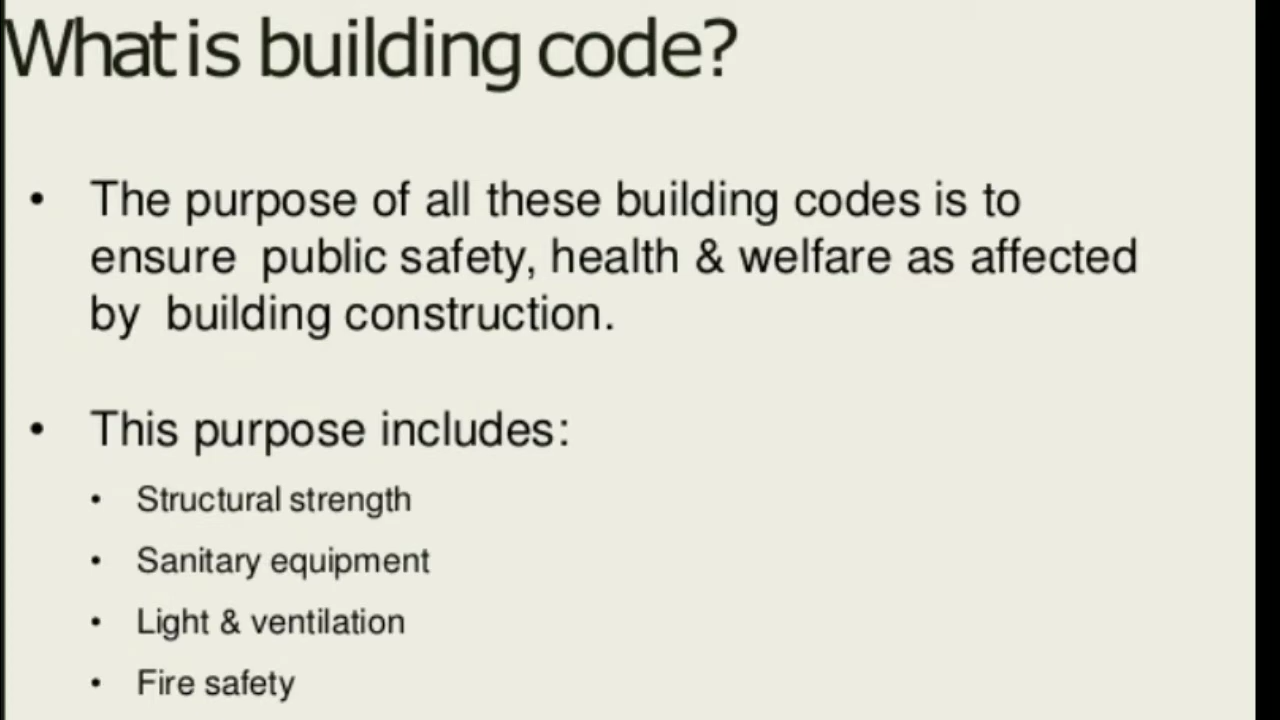 What is building code?
• The purpose of all these building codes is to
ensure public safety, health & welfare as affected
by building construction.
• This purpose includes:
• Structural strength
• Sanitary equipment
• Light & ventilation
• Fire safety